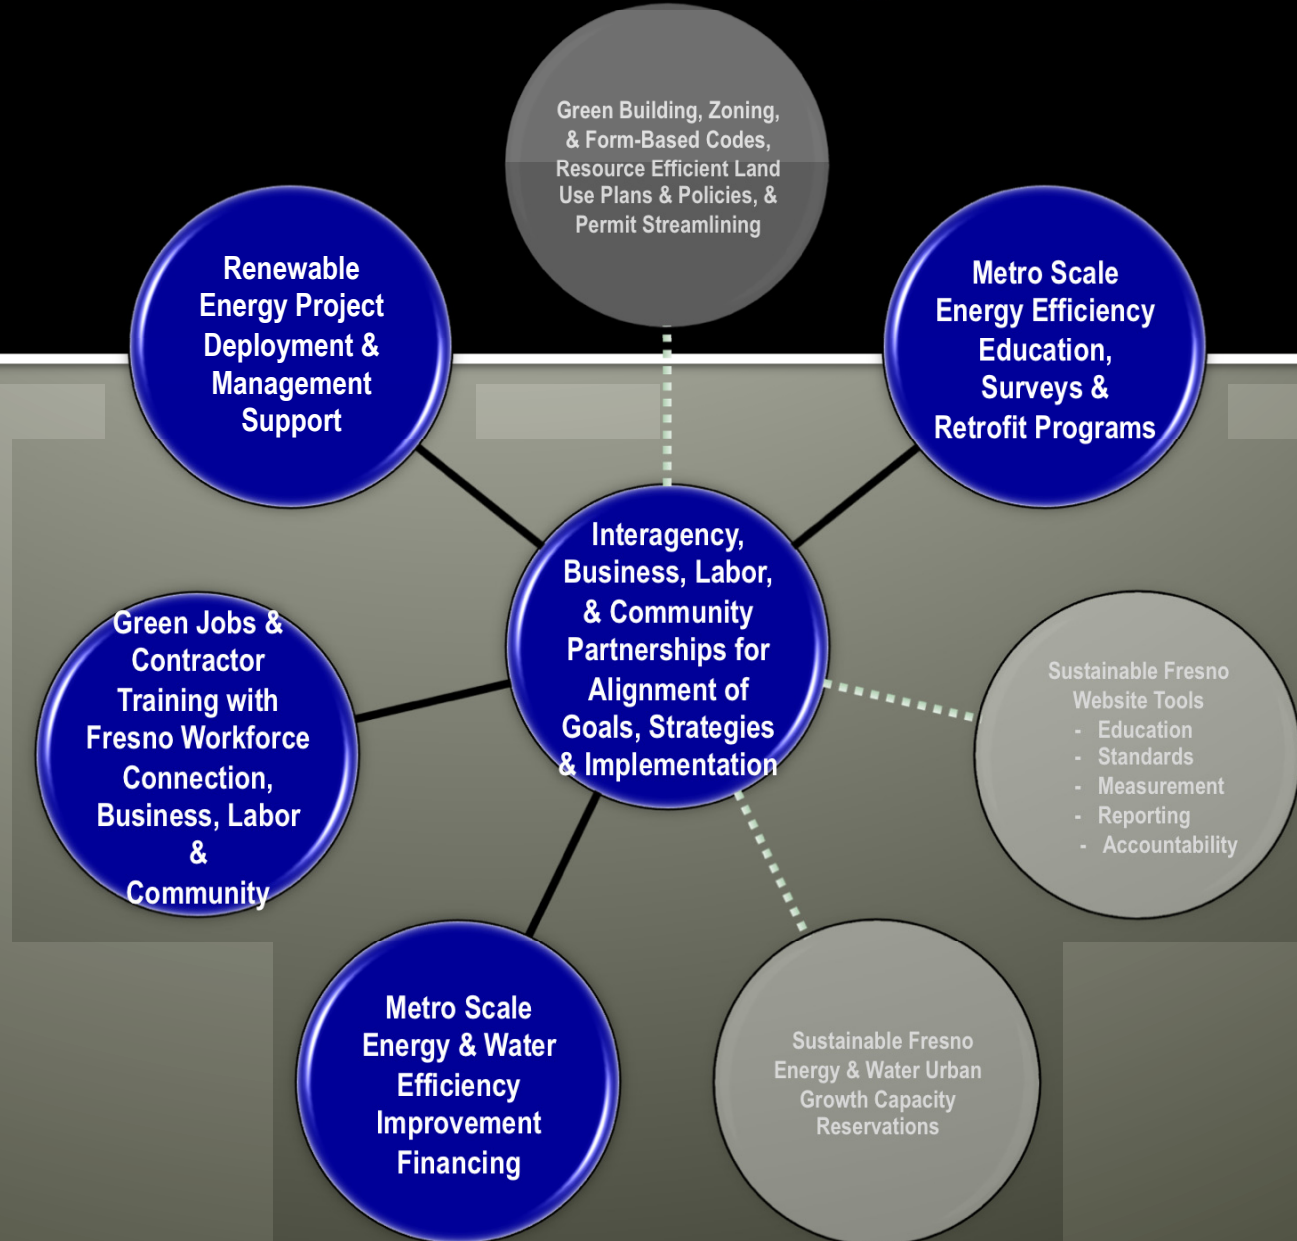 Green Building, Zoning,
& Form-Based Codes,
Resource Efficient Land
Use Plans & Policies, &
Permit Streamlining
Renewable
Energy Project
Deployment &
Management
Support
Metro Scale
Energy Efficiency
Education,
Surveys &
Retrofit Programs
Interagency,
Business, Labor,
& Community
Partnerships for
Alignment of
Goals, Strategies
& Implementation
Green Jobs &
Contractor
Training with
Fresno Workforce
Connection,
Business, Labor
&
Community
Sustainable Fresno
Website Tools
- Education
- Standards
- Measurement
- Reporting
- Accountability
Metro Scale
Energy & Water
Efficiency
Improvement
Financing
Sustainable Fresno
Energy & Water Urban
Growth Capacity
Reservations